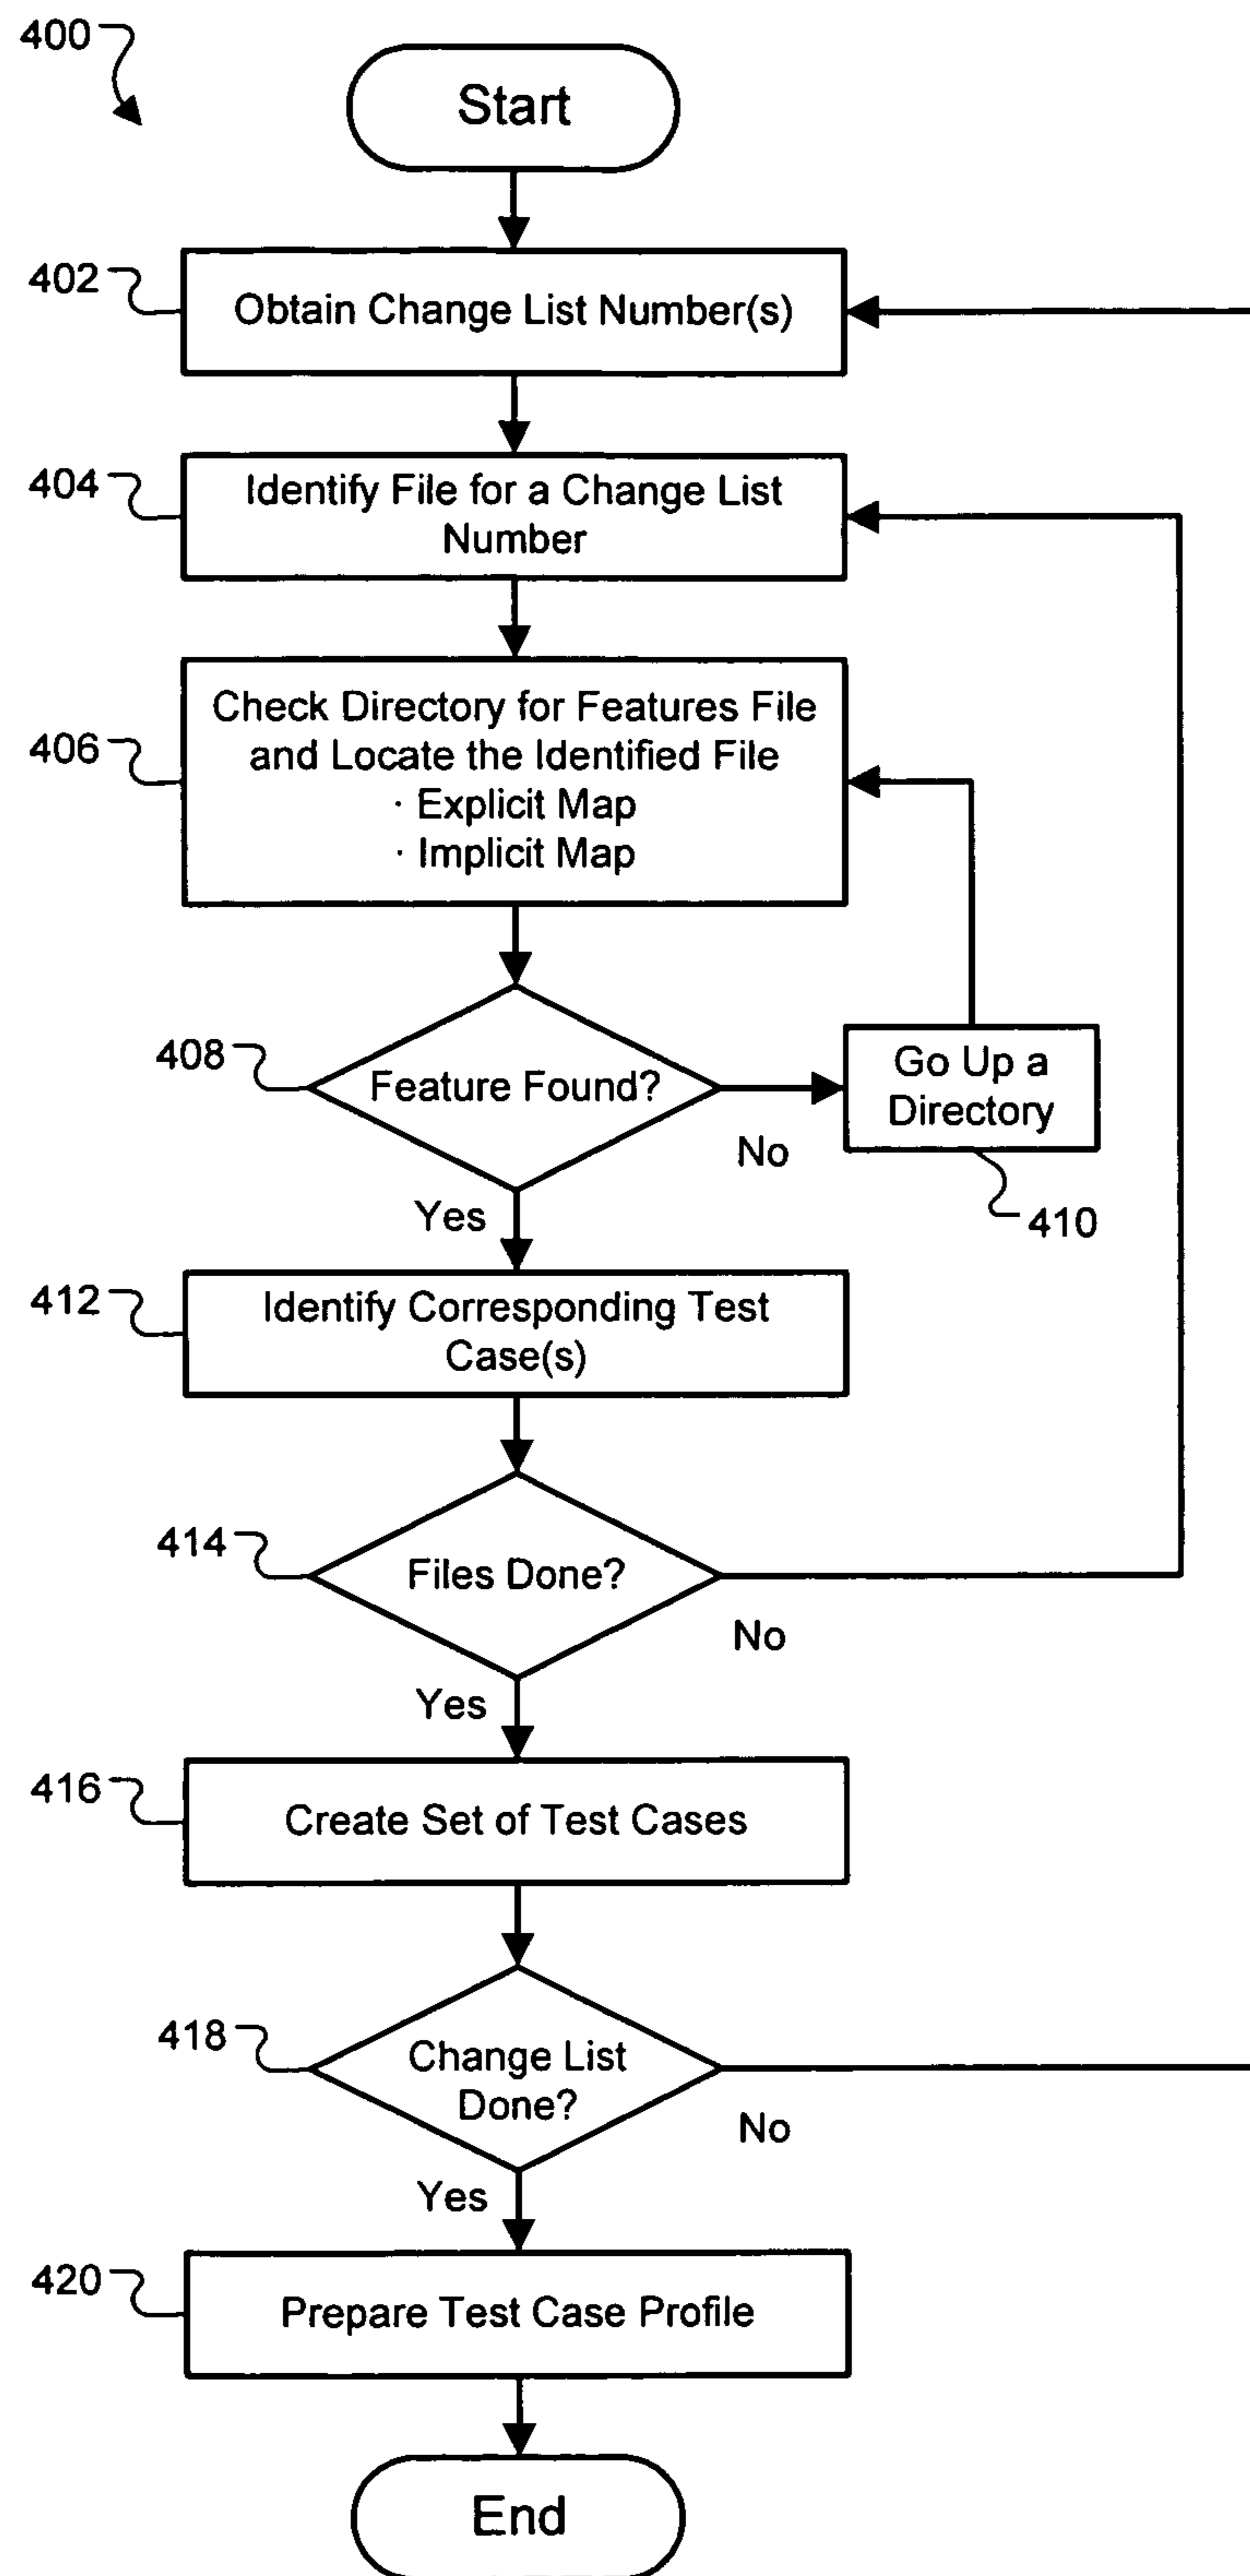 400
Start
402
Obtain Change List Number(s)
404
Identify File for a Change List
Number
406
Check Directory for Features File
and Locate the Identified File
· Explicit Map
· Implicit Map
408
Feature Found?
No
Go Up a
Directory
410
Yes
412
Identify Corresponding Test
Case(s)
414
Files Done?
No
Yes
416
Create Set of Test Cases
418
Change List
Done?
No
Yes
420
Prepare Test Case Profile
End